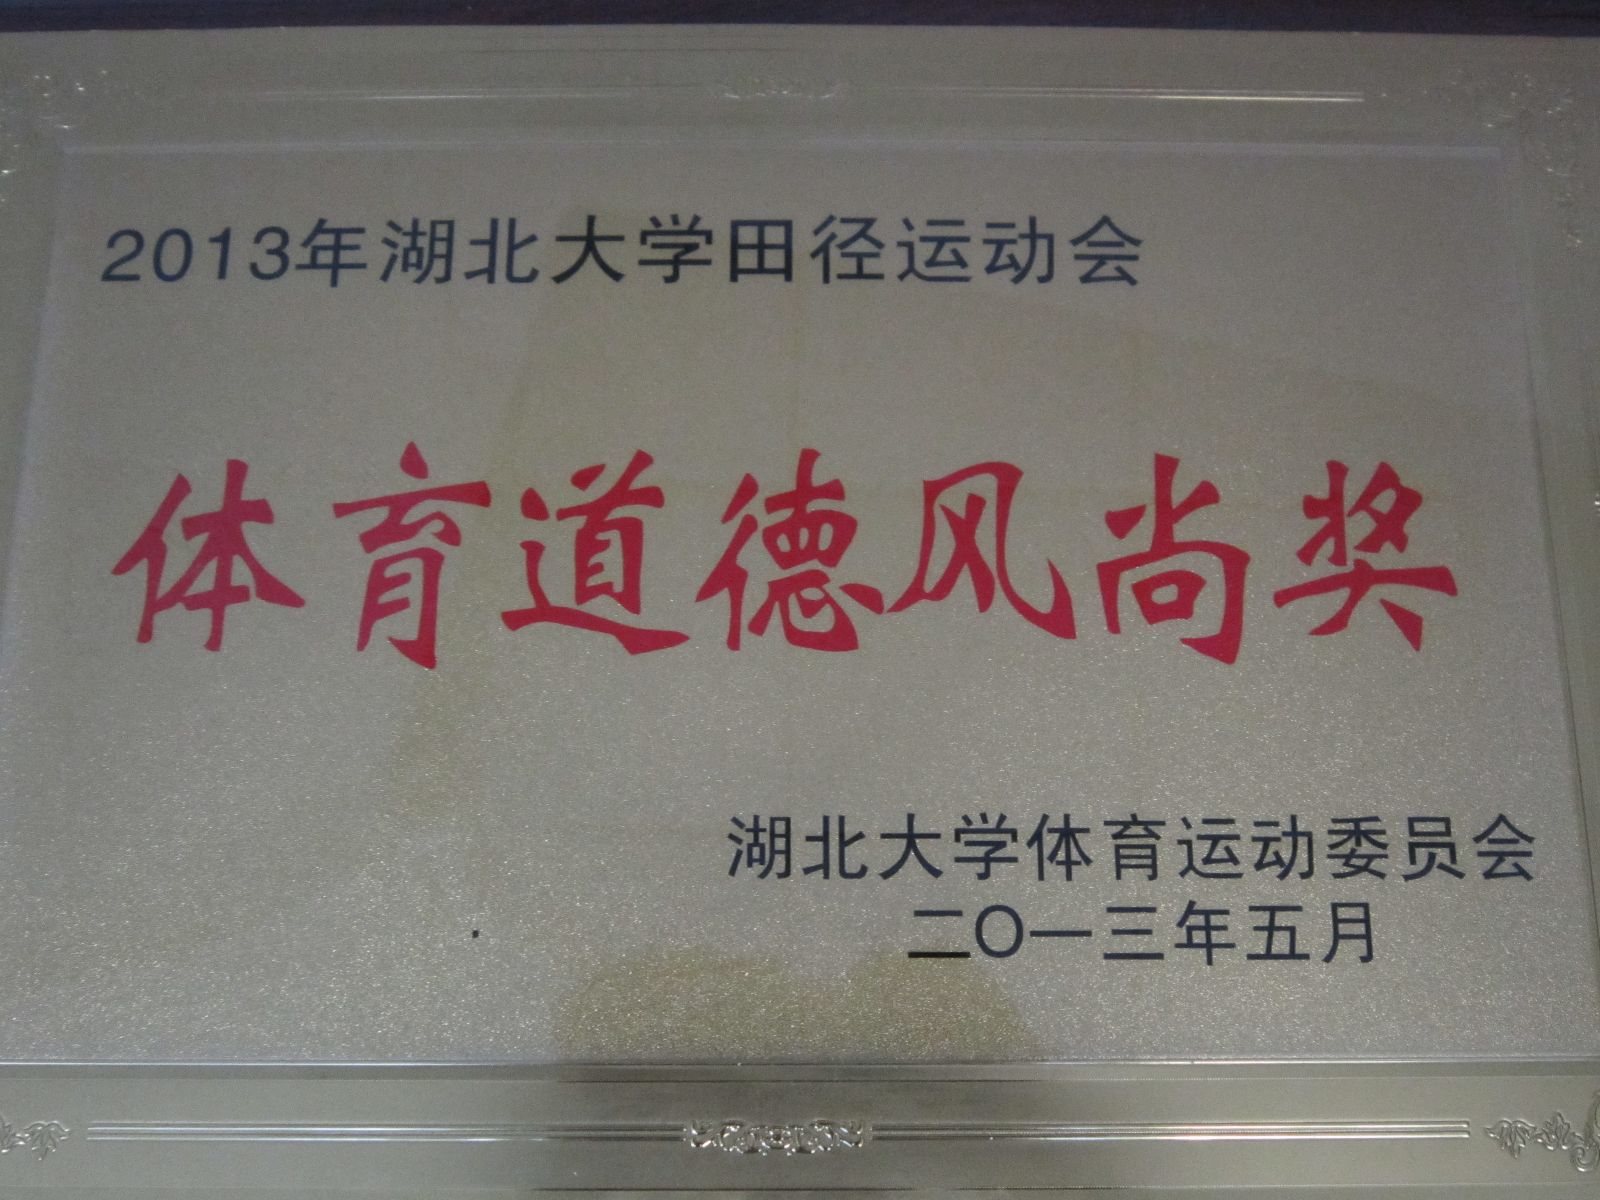 2013年湖北大学田径运动会
体育道德风尚奖
湖北大学体育运动委员会
二〇一三年五月